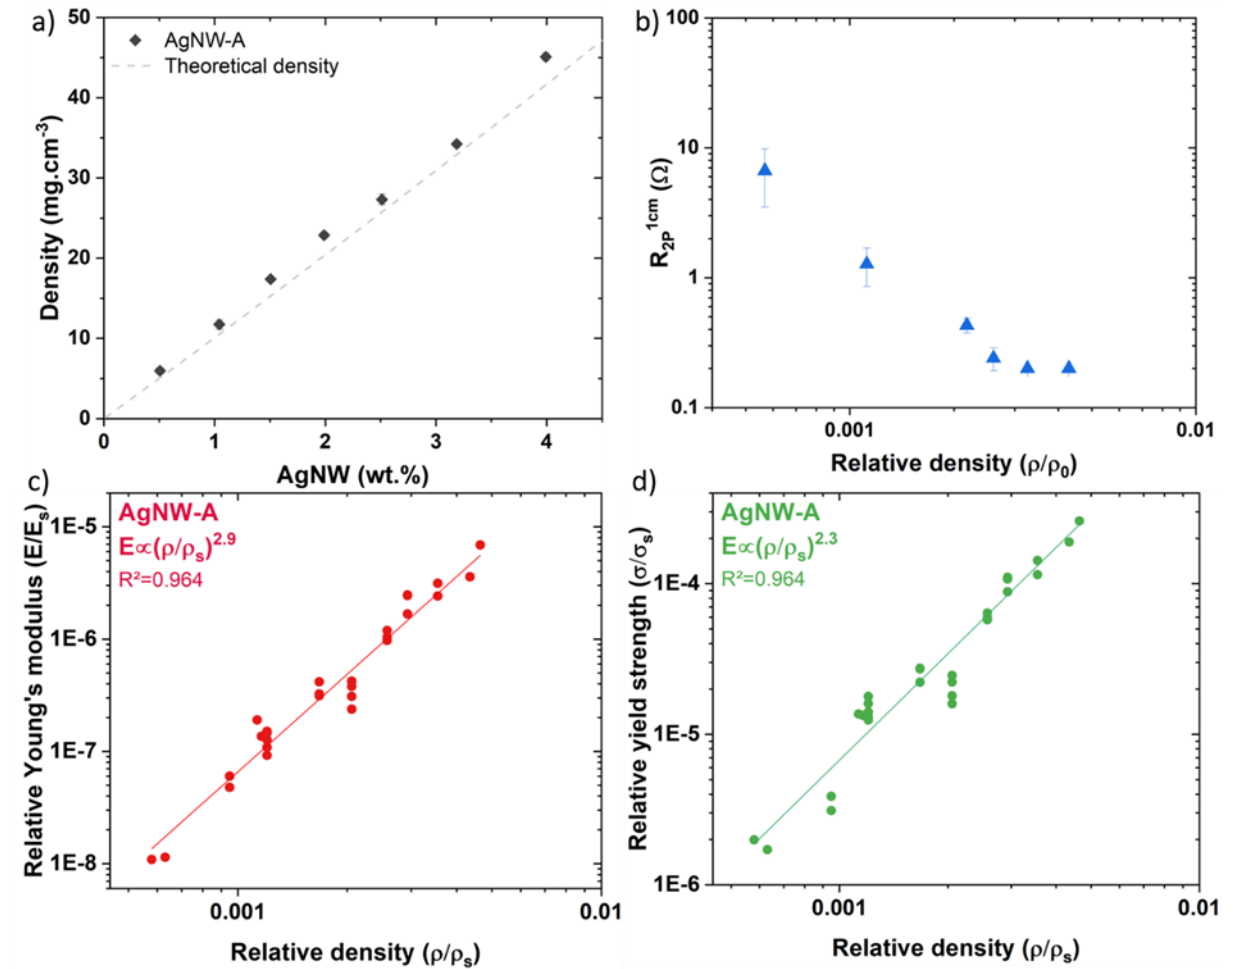 a)
50
40
30
20
10
0
Density (mg.cm⁻³)
AgNW-A
Theoretical density
0 1 2 3 4
AgNW (wt.%)
b)
100
10
1
0.1
R₂P¹ᶜᵐ (Ω)
0.001 0.01
Relative density (ρ/ρ₀)
c)
AgNW-A
E∝(ρ/ρₛ)²·⁹
R²=0.964
1E-5
1E-6
1E-7
1E-8
Relative Young's modulus (E/Eₛ)
0.001 0.01
Relative density (ρ/ρₛ)
d)
AgNW-A
E∝(ρ/ρₛ)²·³
R²=0.964
1E-4
1E-5
1E-6
Relative yield strength (σ/σₛ)
0.001 0.01
Relative density (ρ/ρₛ)